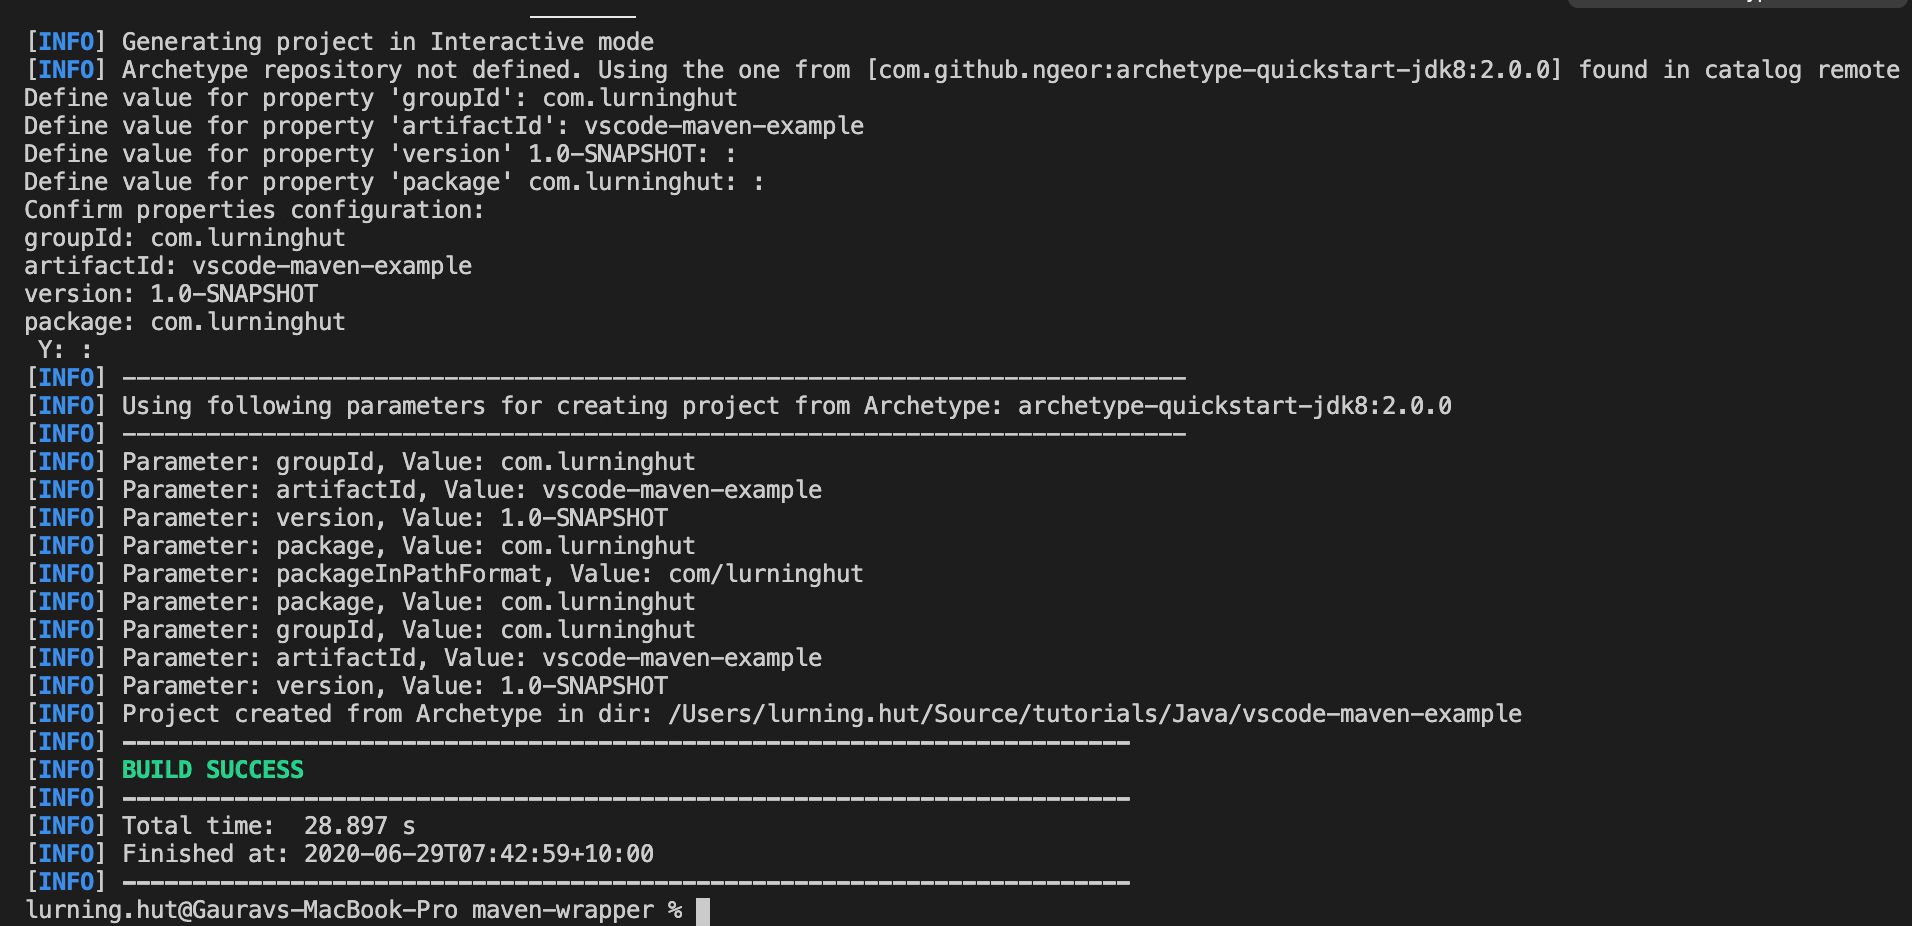 [INFO] Generating project in Interactive mode
[INFO] Archetype repository not defined. Using the one from [com.github.ngeor:archetype-quickstart-jdk8:2.0.0] found in catalog remote
Define value for property 'groupId': com.lurninghut
Define value for property 'artifactId': vscode-maven-example
Define value for property 'version' 1.0-SNAPSHOT: :
Define value for property 'package' com.lurninghut: :
Confirm properties configuration:
groupId: com.lurninghut
artifactId: vscode-maven-example
version: 1.0-SNAPSHOT
package: com.lurninghut
 Y: :
[INFO] ----------------------------------------------------------------------------
[INFO] Using following parameters for creating project from Archetype: archetype-quickstart-jdk8:2.0.0
[INFO] ----------------------------------------------------------------------------
[INFO] Parameter: groupId, Value: com.lurninghut
[INFO] Parameter: artifactId, Value: vscode-maven-example
[INFO] Parameter: version, Value: 1.0-SNAPSHOT
[INFO] Parameter: package, Value: com.lurninghut
[INFO] Parameter: packageInPathFormat, Value: com/lurninghut
[INFO] Parameter: package, Value: com.lurninghut
[INFO] Parameter: groupId, Value: com.lurninghut
[INFO] Parameter: artifactId, Value: vscode-maven-example
[INFO] Parameter: version, Value: 1.0-SNAPSHOT
[INFO] Project created from Archetype in dir: /Users/lurning.hut/Source/tutorials/Java/vscode-maven-example
[INFO] ------------------------------------------------------------------------
[INFO] BUILD SUCCESS
[INFO] ------------------------------------------------------------------------
[INFO] Total time:  28.897 s
[INFO] Finished at: 2020-06-29T07:42:59+10:00
[INFO] ------------------------------------------------------------------------
lurning.hut@Gauravs-MacBook-Pro maven-wrapper %